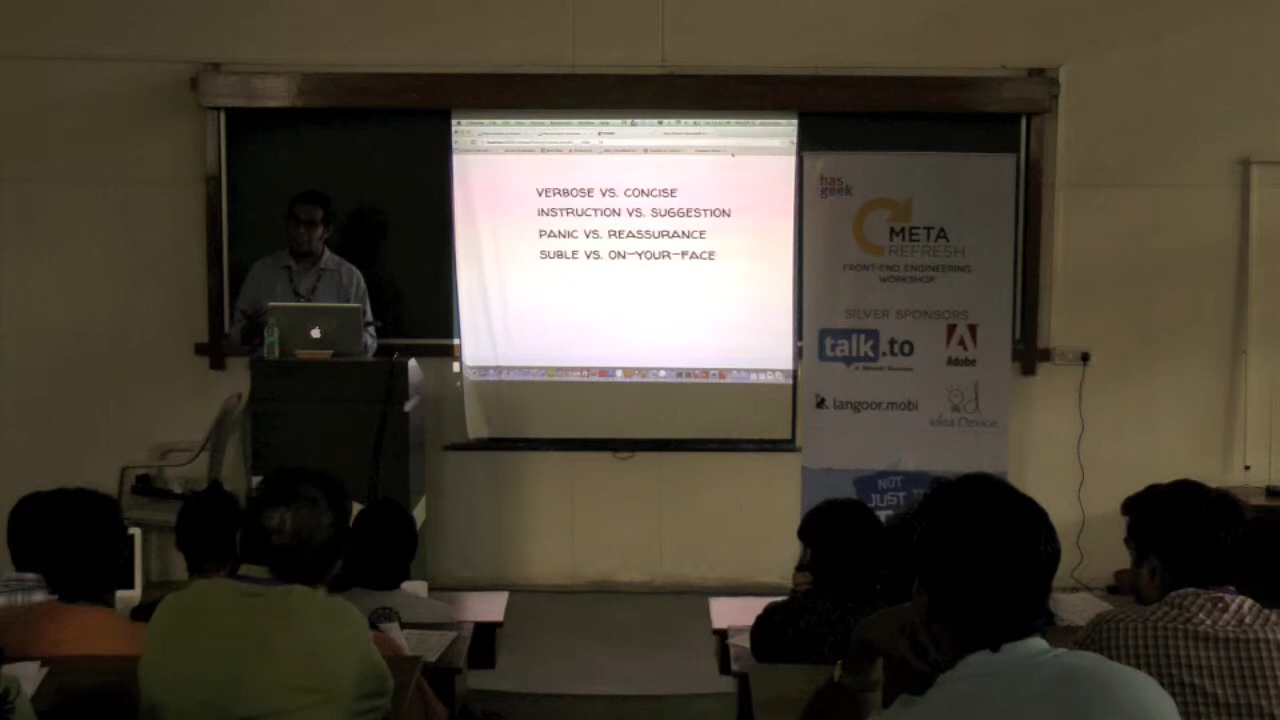 VERBOSE VS. CONCISE
INSTRUCTION VS. SUGGESTION
PANIC VS. REASSURANCE
SUBLE VS. ON-YOUR-FACE
has
geek
META
REFRESH
FRONT-END ENGINEERING
WORKSHOP
SILVER SPONSORS
talk.to
Adobe
langoor.mobi
idea Device
NOT
JUST